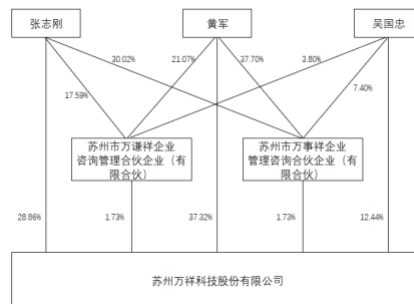 张志刚
黄军
吴国忠
30.02%
21.07%
37.70%
3.80%
17.59%
7.40%
苏州市万谦祥企业
咨询管理合伙企业（有
限合伙）
苏州市万事祥企业
管理咨询合伙企业（有
限合伙）
28.86%
1.73%
37.32%
1.73%
12.44%
苏州万祥科技股份有限公司